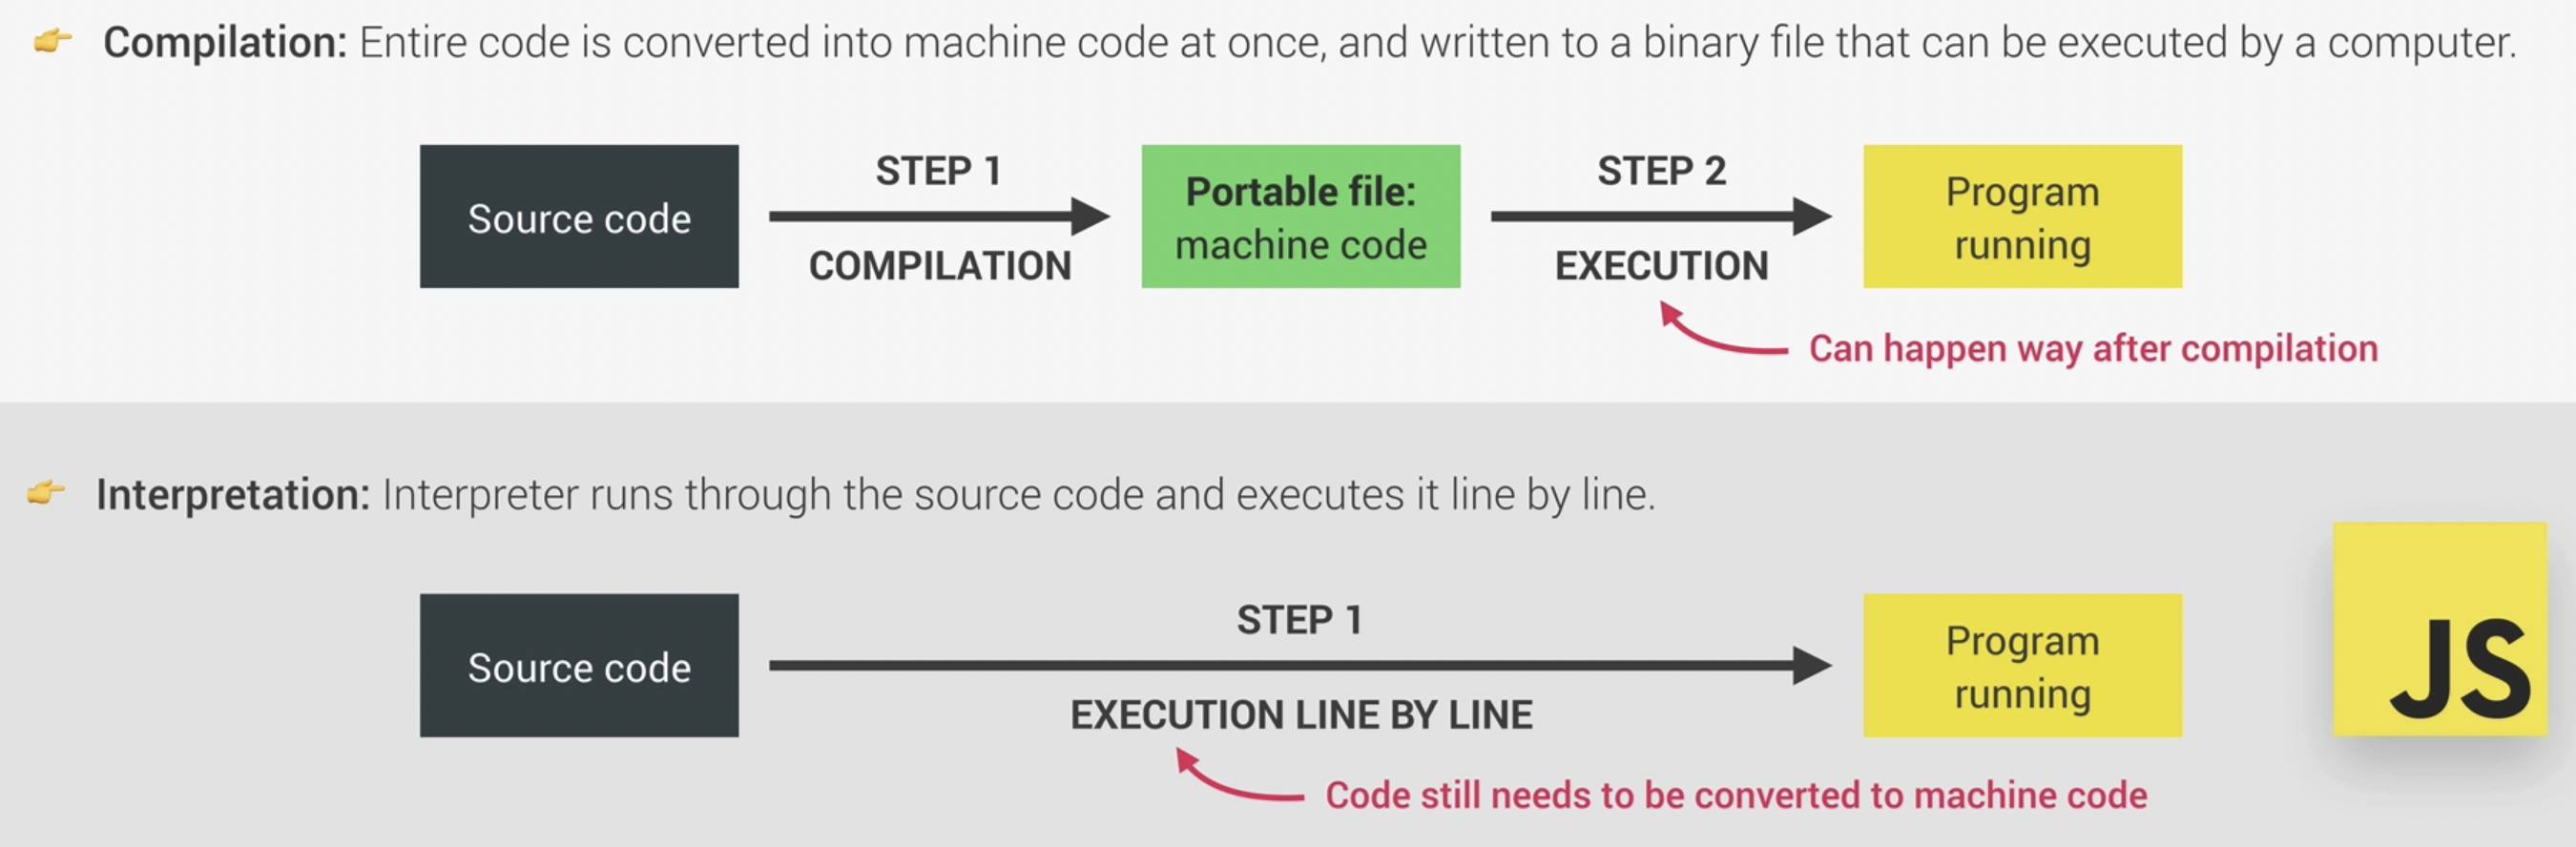 Compilation: Entire code is converted into machine code at once, and written to a binary file that can be executed by a computer.
Source code
STEP 1
COMPILATION
Portable file:
machine code
STEP 2
EXECUTION
Program
running
Can happen way after compilation
Interpretation: Interpreter runs through the source code and executes it line by line.
Source code
STEP 1
EXECUTION LINE BY LINE
Program
running
Code still needs to be converted to machine code
JS